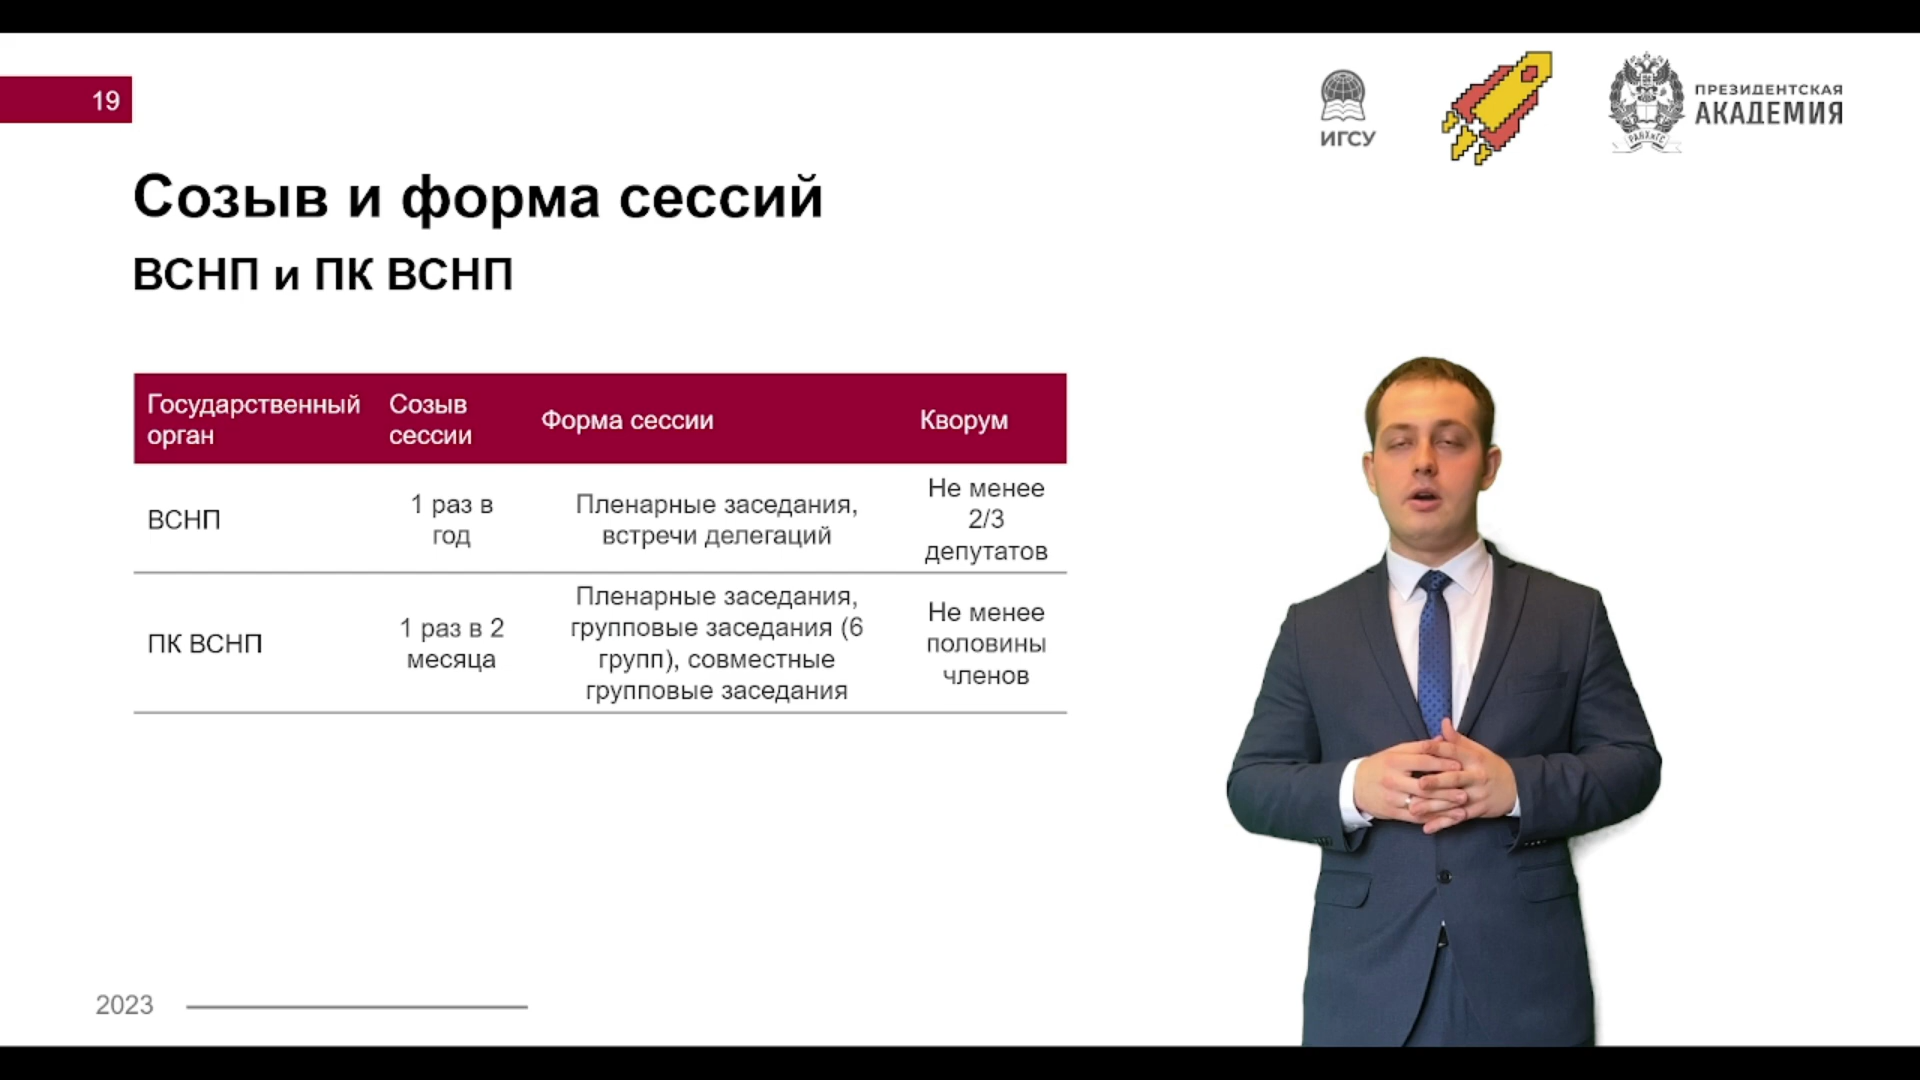 19
ИГСУ
ПРЕЗИДЕНТСКАЯ
АКАДЕМИЯ
РАНХиГС
Созыв и форма сессий
ВСНП и ПК ВСНП
Государственный
орган
Созыв
сессии
Форма сессии
Кворум
ВСНП
1 раз в
год
Пленарные заседания,
встречи делегаций
Не менее
2/3
депутатов
ПК ВСНП
1 раз в 2
месяца
Пленарные заседания,
групповые заседания (6
групп), совместные
групповые заседания
Не менее
половины
членов
2023